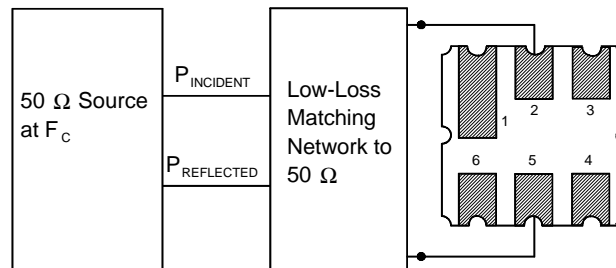 50 Ω Source
at F_C
P_INCIDENT
P_REFLECTED
Low-Loss
Matching
Network to
50 Ω
1
2
3
6
5
4